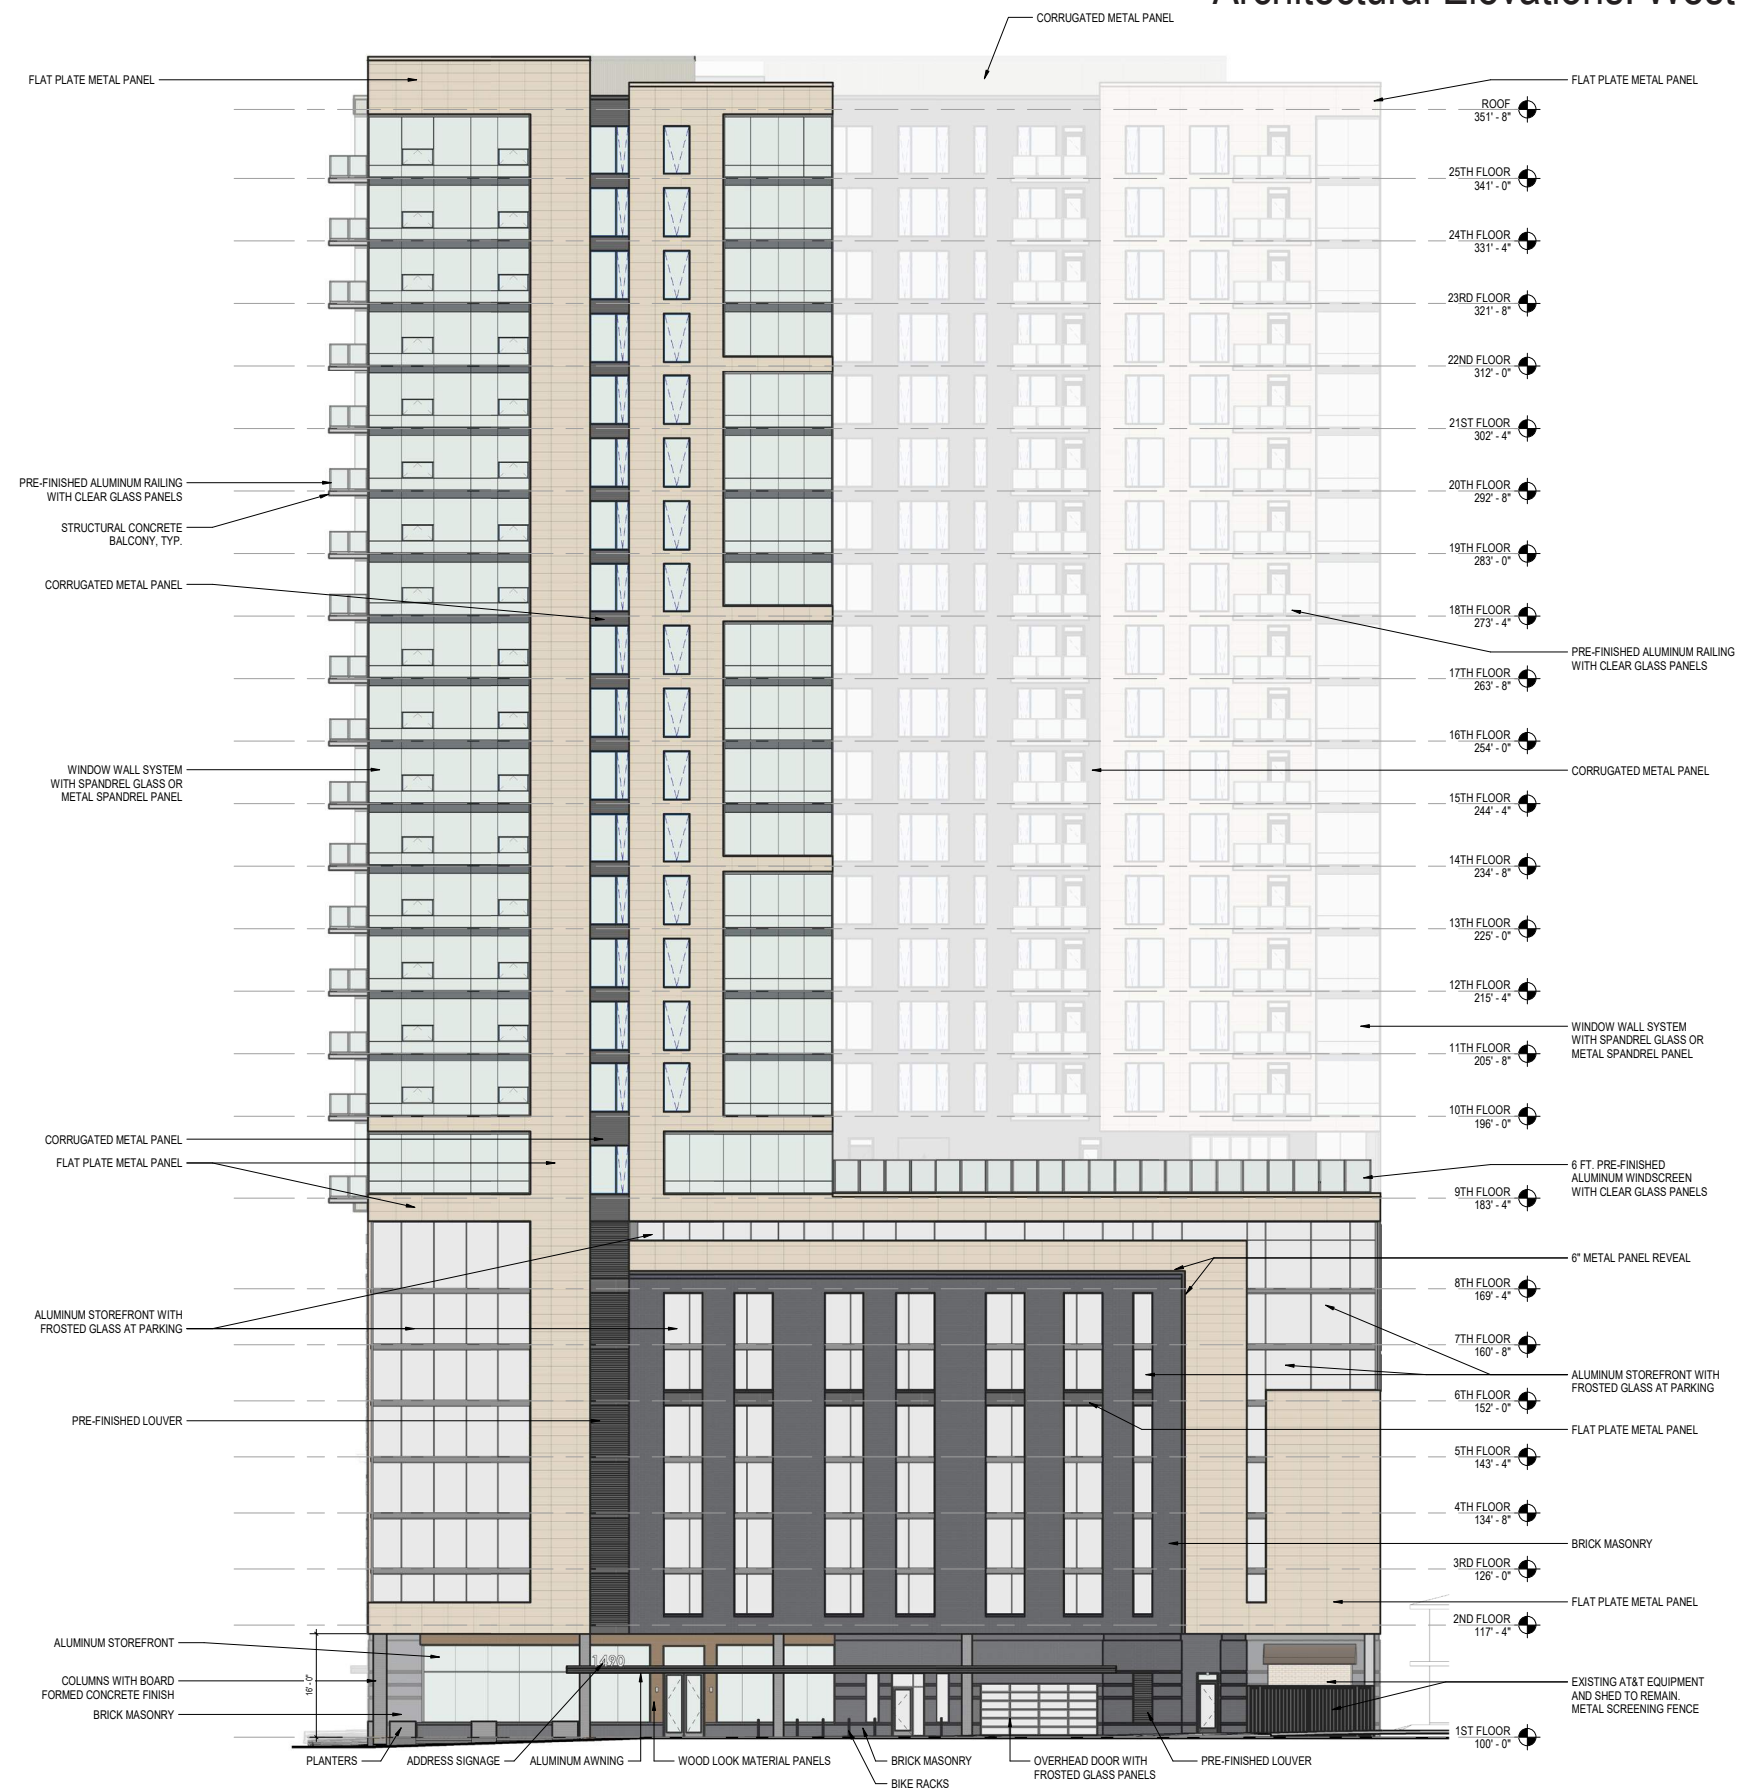 Architectural Elevations: West
CORRUGATED METAL PANEL
FLAT PLATE METAL PANEL
FLAT PLATE METAL PANEL
ROOF
351' - 8"
25TH FLOOR
341' - 0"
24TH FLOOR
331' - 4"
23RD FLOOR
321' - 8"
22ND FLOOR
312' - 0"
21ST FLOOR
302' - 4"
PRE-FINISHED ALUMINUM RAILING
WITH CLEAR GLASS PANELS
20TH FLOOR
292' - 8"
STRUCTURAL CONCRETE
BALCONY, TYP.
19TH FLOOR
283' - 0"
CORRUGATED METAL PANEL
18TH FLOOR
273' - 4"
PRE-FINISHED ALUMINUM RAILING
WITH CLEAR GLASS PANELS
17TH FLOOR
263' - 8"
16TH FLOOR
254' - 0"
WINDOW WALL SYSTEM
WITH SPANDREL GLASS OR
METAL SPANDREL PANEL
CORRUGATED METAL PANEL
15TH FLOOR
244' - 4"
14TH FLOOR
234' - 8"
13TH FLOOR
225' - 0"
12TH FLOOR
215' - 4"
WINDOW WALL SYSTEM
WITH SPANDREL GLASS OR
METAL SPANDREL PANEL
11TH FLOOR
205' - 8"
10TH FLOOR
196' - 0"
CORRUGATED METAL PANEL
FLAT PLATE METAL PANEL
6 FT. PRE-FINISHED
ALUMINUM WINDSCREEN
WITH CLEAR GLASS PANELS
9TH FLOOR
183' - 4"
6" METAL PANEL REVEAL
8TH FLOOR
169' - 4"
ALUMINUM STOREFRONT WITH
FROSTED GLASS AT PARKING
7TH FLOOR
160' - 8"
ALUMINUM STOREFRONT WITH
FROSTED GLASS AT PARKING
6TH FLOOR
152' - 0"
PRE-FINISHED LOUVER
FLAT PLATE METAL PANEL
5TH FLOOR
143' - 4"
4TH FLOOR
134' - 8"
BRICK MASONRY
3RD FLOOR
126' - 0"
FLAT PLATE METAL PANEL
2ND FLOOR
117' - 4"
ALUMINUM STOREFRONT
1490
COLUMNS WITH BOARD
FORMED CONCRETE FINISH
16' - 0"
EXISTING AT&T EQUIPMENT
AND SHED TO REMAIN.
METAL SCREENING FENCE
BRICK MASONRY
1ST FLOOR
100' - 0"
PLANTERS
ADDRESS SIGNAGE
ALUMINUM AWNING
WOOD LOOK MATERIAL PANELS
BRICK MASONRY
BIKE RACKS
OVERHEAD DOOR WITH
FROSTED GLASS PANELS
PRE-FINISHED LOUVER